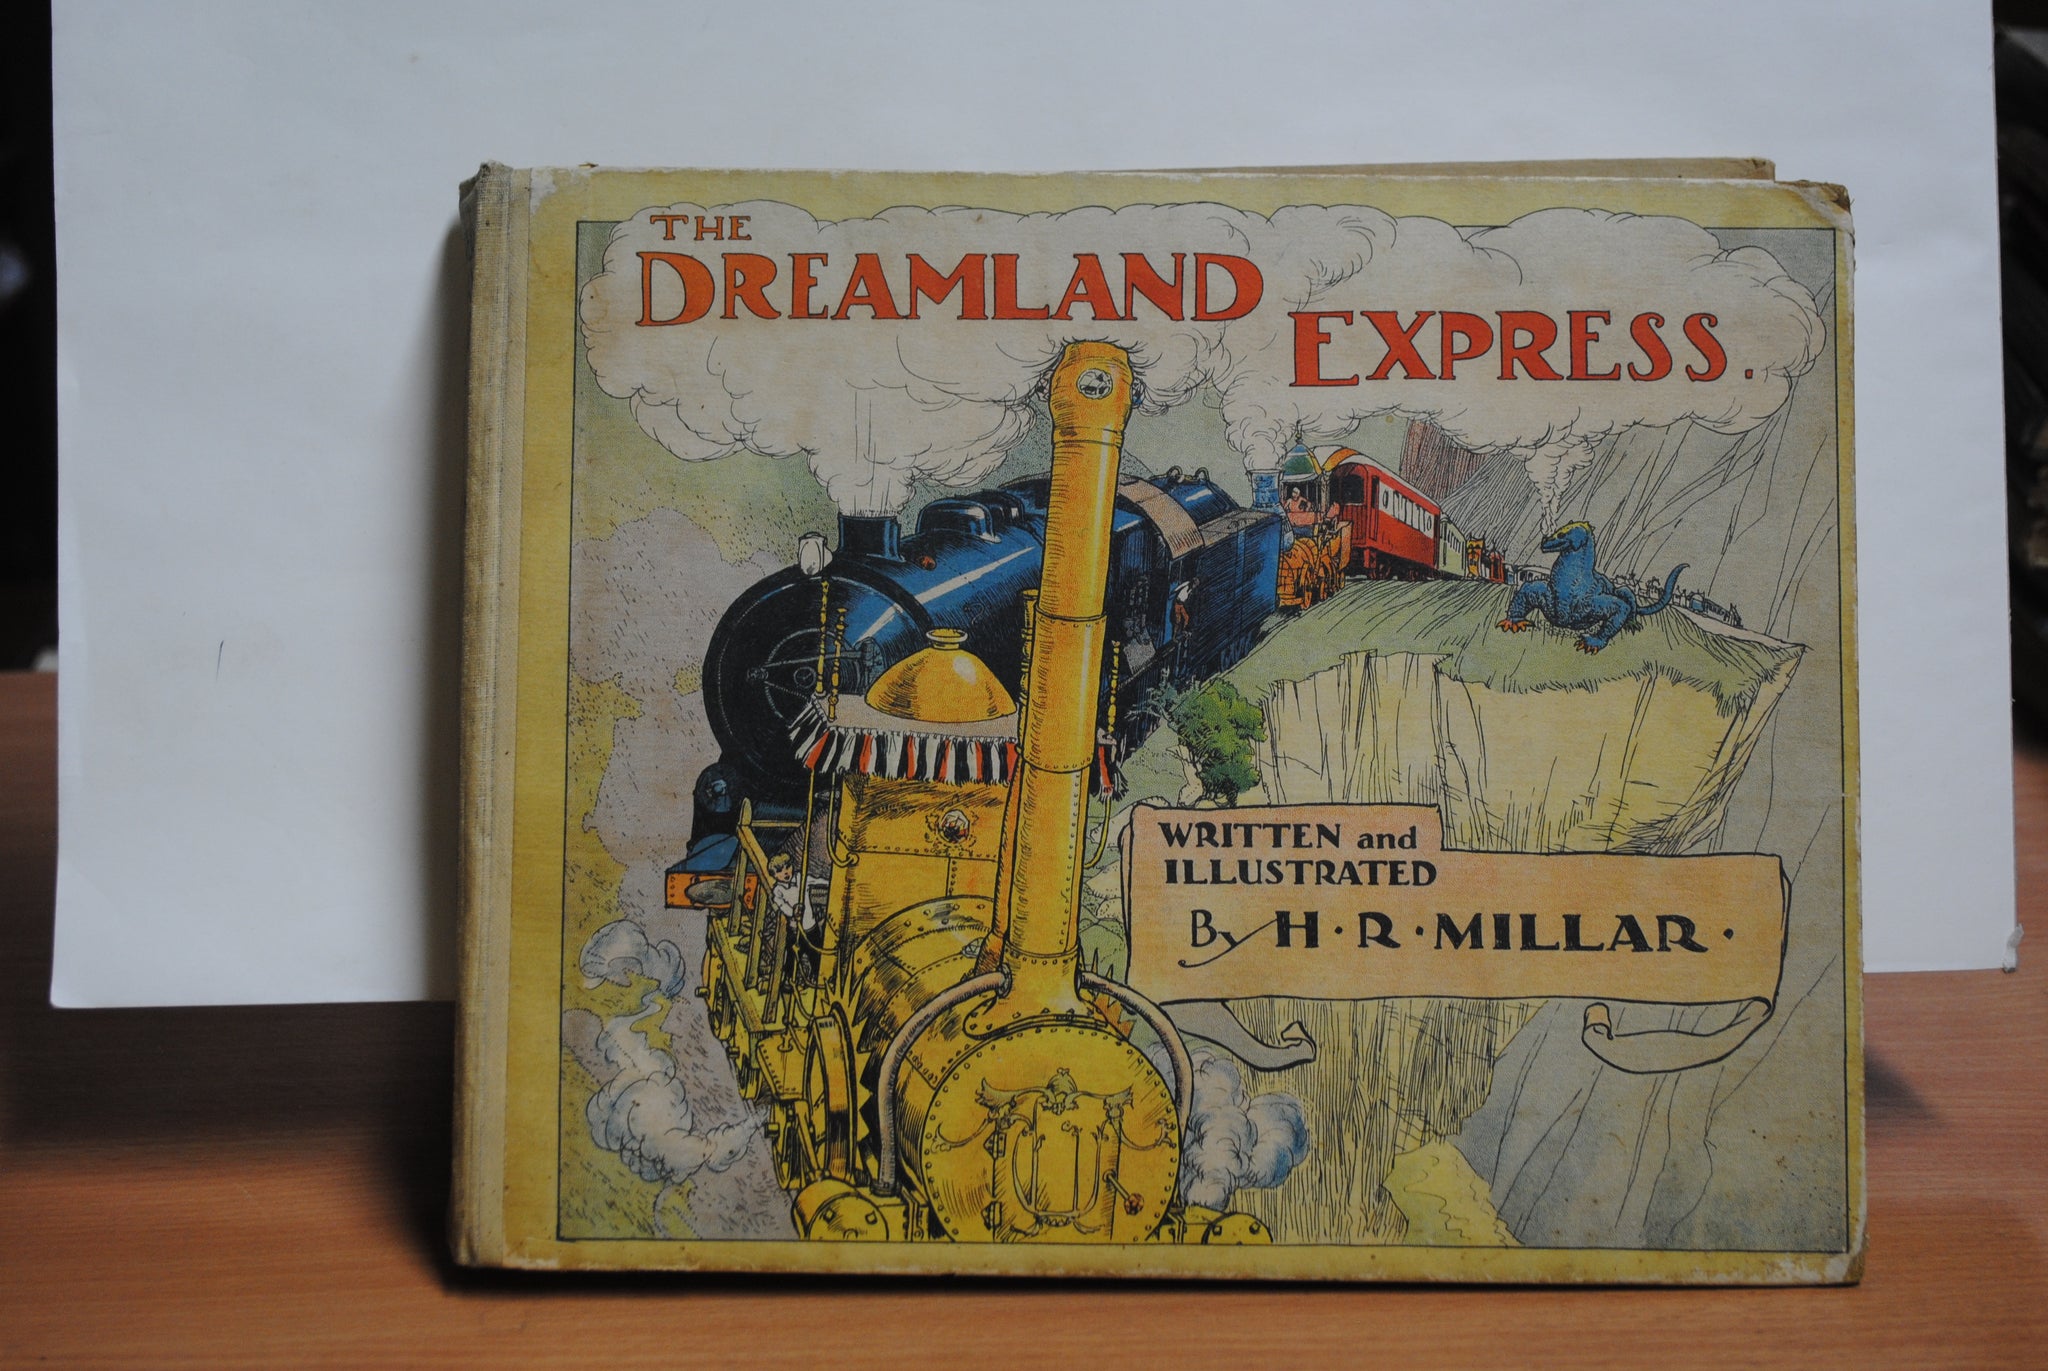 THE
DREAMLAND
EXPRESS.
WRITTEN and
ILLUSTRATED
By H·R·MILLAR·